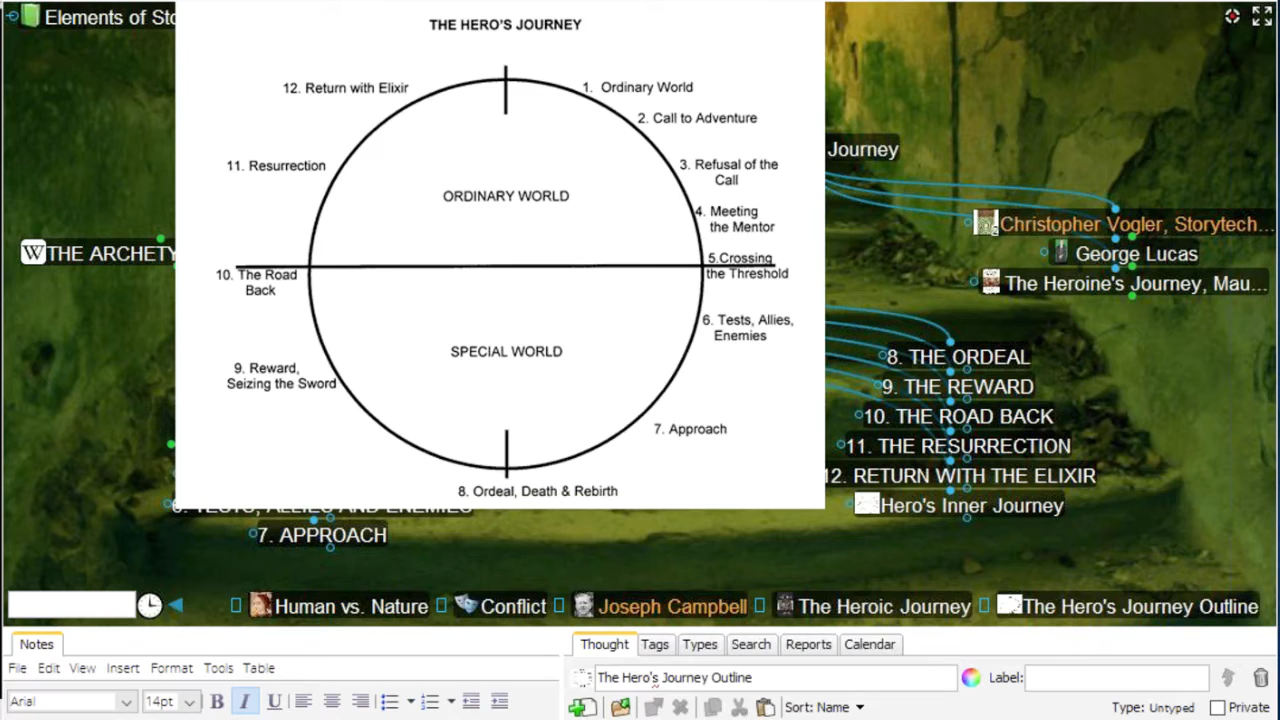 Elements of Sto
THE HERO'S JOURNEY
12. Return with Elixir
1. Ordinary World
2. Call to Adventure
11. Resurrection
3. Refusal of the
Call
ORDINARY WORLD
4. Meeting
the Mentor
10. The Road
Back
5.Crossing
the Threshold
6. Tests, Allies,
Enemies
SPECIAL WORLD
9. Reward,
Seizing the Sword
7. Approach
8. Ordeal, Death & Rebirth
Journey
W THE ARCHETY
Christopher Vogler, Storytech...
George Lucas
The Heroine's Journey, Mau...
8. THE ORDEAL
9. THE REWARD
10. THE ROAD BACK
11. THE RESURRECTION
12. RETURN WITH THE ELIXIR
Hero's Inner Journey
6. TESTS, ALLIES AND ENEMIES
7. APPROACH
Human vs. Nature
Conflict
Joseph Campbell
The Heroic Journey
The Hero's Journey Outline
Notes
File Edit View Insert Format Tools Table
Arial 14pt B I U
Thought Tags Types Search Reports Calendar
The Hero's Journey Outline
Label:
Sort: Name
Type: Untyped
Private